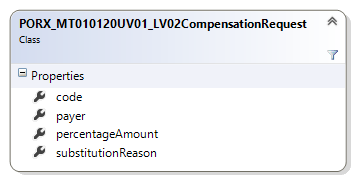 PORX_MT010120UV01_LV02CompensationRequest
Class
Properties
code
payer
percentageAmount
substitutionReason